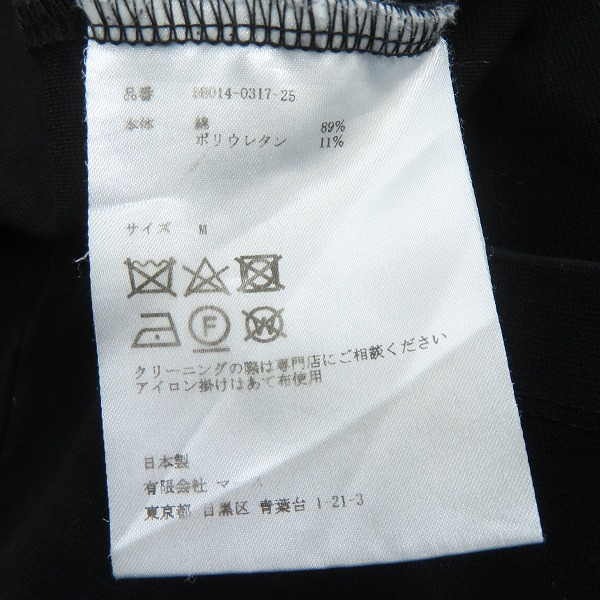 品番
本体 綿 89%
ポリウレタン 11%
サイズ M
F W
クリーニングの際は専門店にご相談ください
アイロン掛けはあて布使用
日本製
有限会社
東京都 目黒区 青葉台 1-21-3